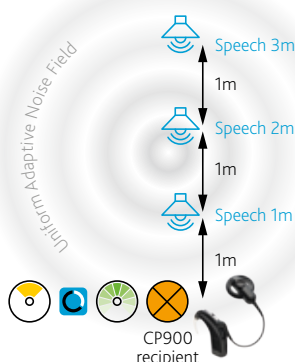 Uniform Adaptive Noise Field
Speech 3m
1m
Speech 2m
1m
Speech 1m
1m
CP900
recipient